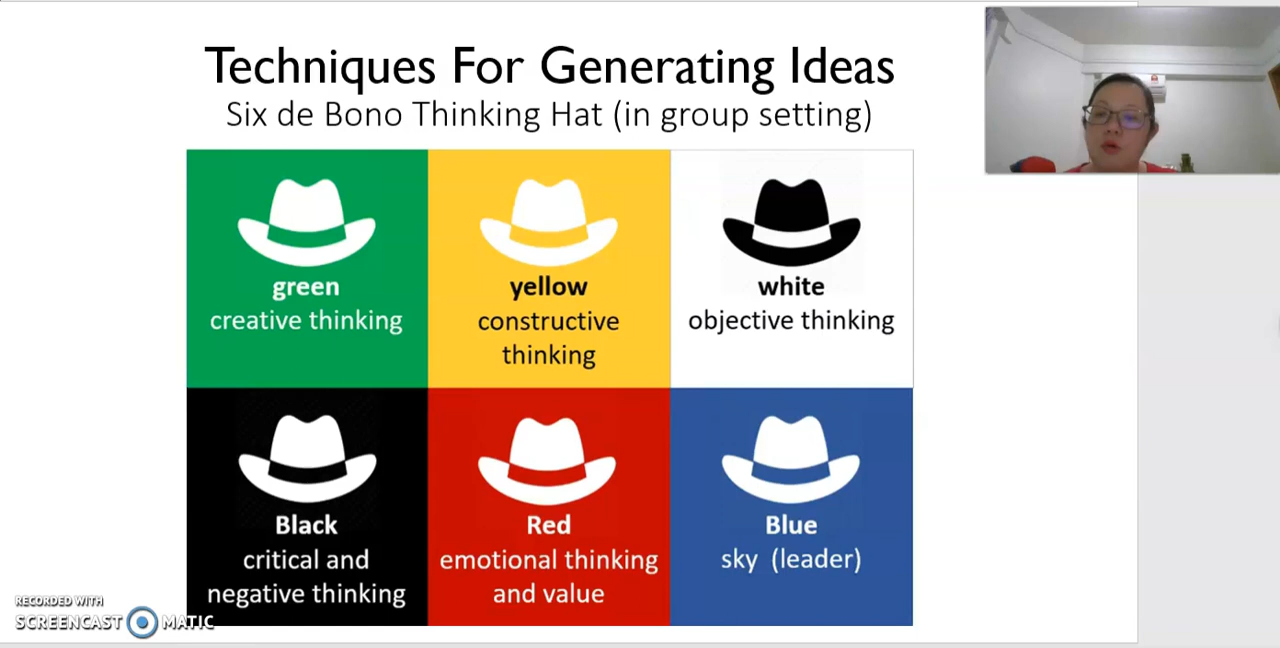 Techniques For Generating Ideas
Six de Bono Thinking Hat (in group setting)
green
creative thinking
yellow
constructive
thinking
white
objective thinking
Black
critical and
negative thinking
Red
emotional thinking
and value
Blue
sky (leader)
RECORDED WITH
SCREENCAST MATIC